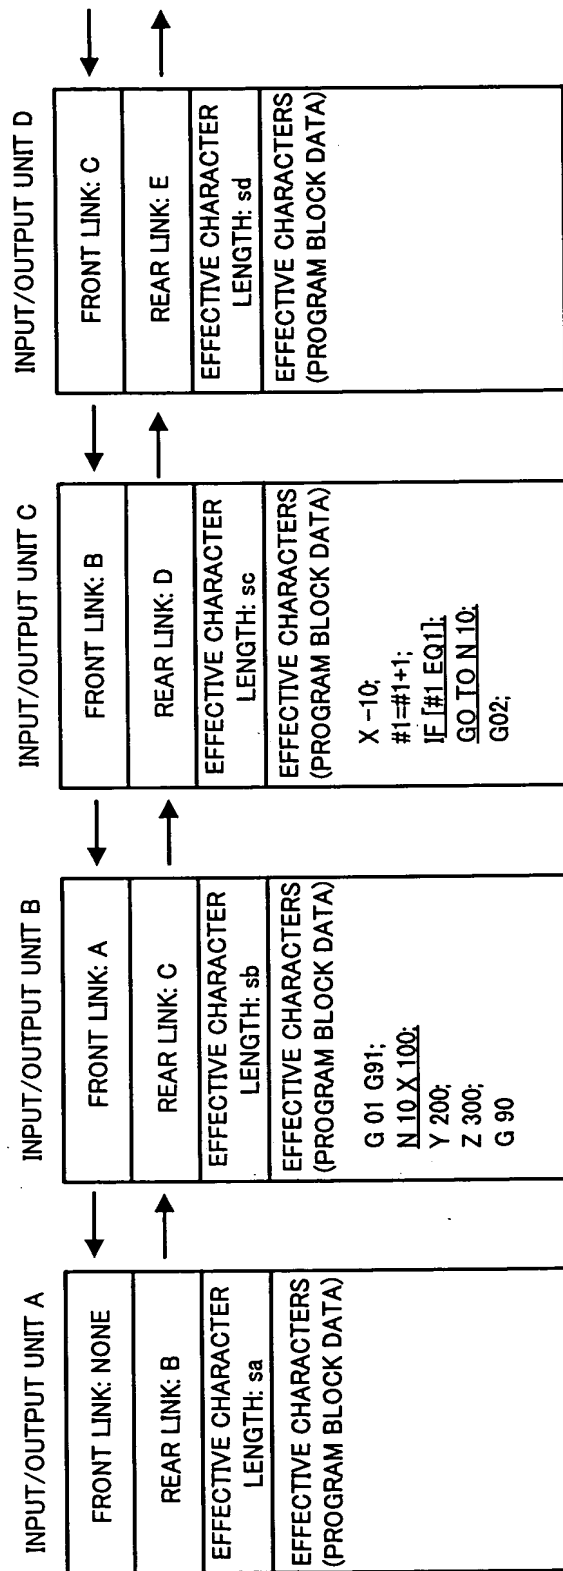 INPUT/OUTPUT UNIT A
FRONT LINK: NONE
REAR LINK: B
EFFECTIVE CHARACTER
LENGTH: sa
EFFECTIVE CHARACTERS
(PROGRAM BLOCK DATA)
INPUT/OUTPUT UNIT B
FRONT LINK: A
REAR LINK: C
EFFECTIVE CHARACTER
LENGTH: sb
EFFECTIVE CHARACTERS
(PROGRAM BLOCK DATA)
G 01 G91;
N 10 X 100;
Y 200;
Z 300;
G 90
INPUT/OUTPUT UNIT C
FRONT LINK: B
REAR LINK: D
EFFECTIVE CHARACTER
LENGTH: sc
EFFECTIVE CHARACTERS
(PROGRAM BLOCK DATA)
X -10;
#1=#1+1;
IF [#1 EQ1];
GO TO N 10;
G02;
INPUT/OUTPUT UNIT D
FRONT LINK: C
REAR LINK: E
EFFECTIVE CHARACTER
LENGTH: sd
EFFECTIVE CHARACTERS
(PROGRAM BLOCK DATA)